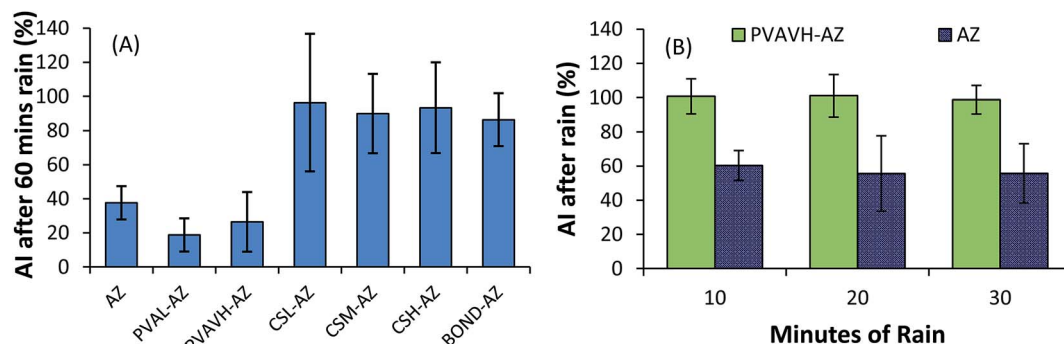 AI after 60 mins rain (%)
140
120
100
80
60
40
20
0
(A)
AZ
PVAL-AZ
PVAVH-AZ
CSL-AZ
CSM-AZ
CSH-AZ
BOND-AZ
AI after rain (%)
140
120
100
80
60
40
20
0
(B)
PVAVH-AZ
AZ
10
20
30
Minutes of Rain